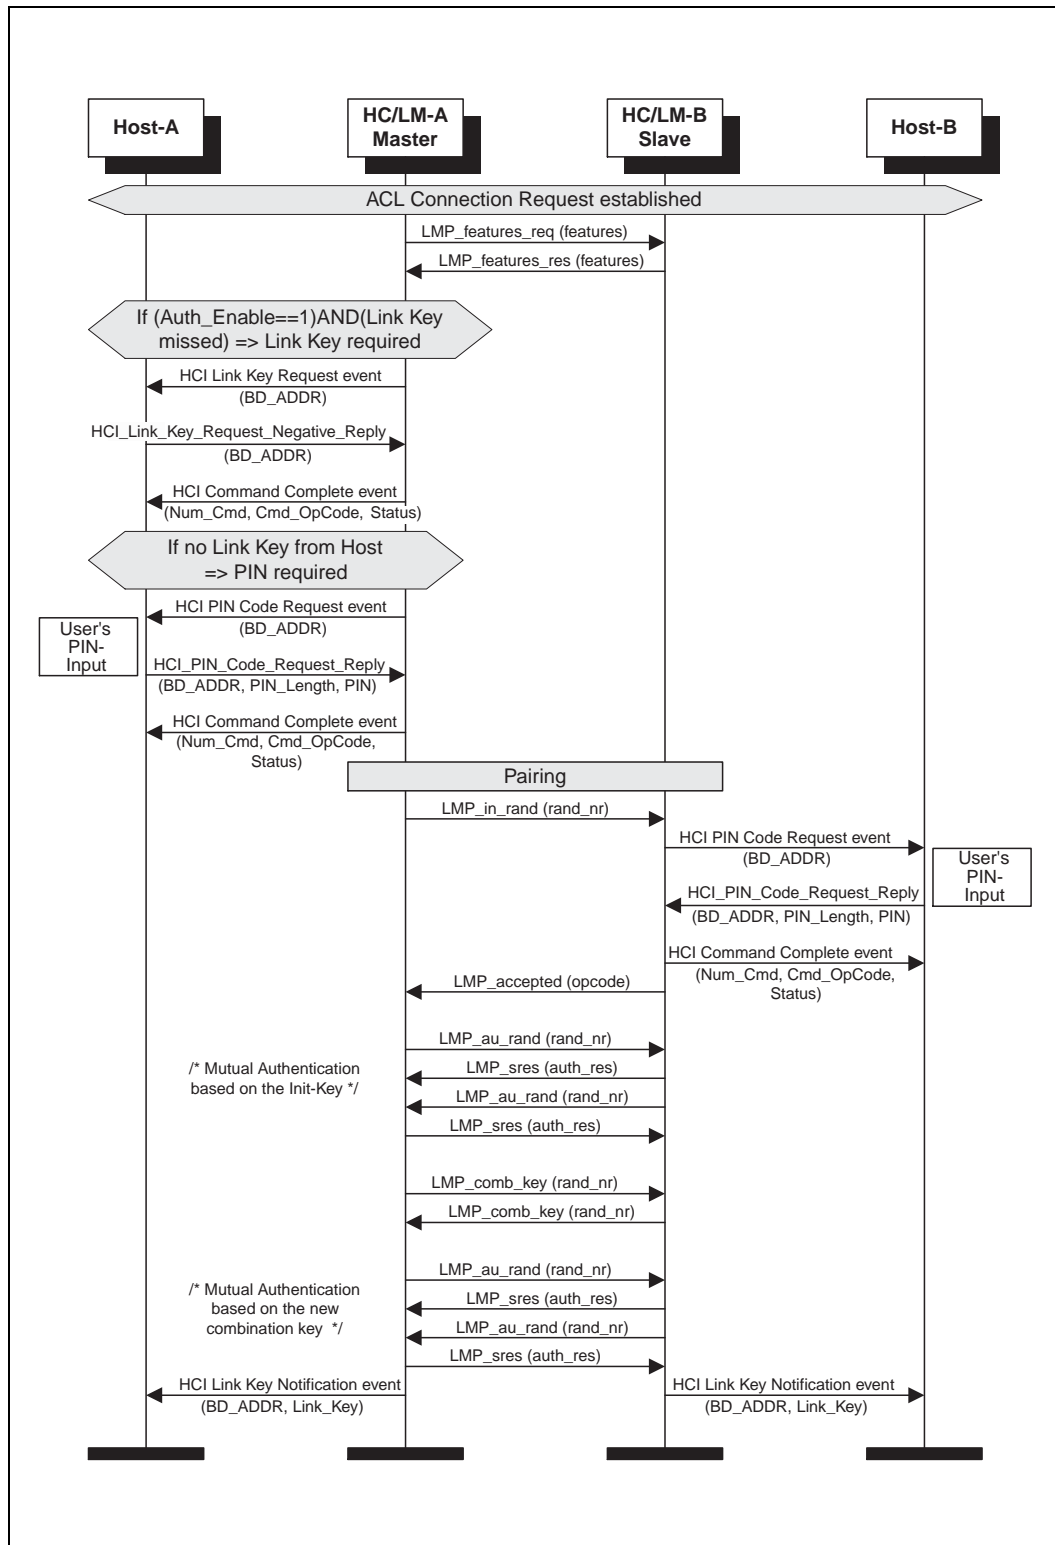 Host-A
HC/LM-A
Master
HC/LM-B
Slave
Host-B
ACL Connection Request established
LMP_features_req (features)
LMP_features_res (features)
If (Auth_Enable==1)AND(Link Key
missed) => Link Key required
HCI Link Key Request event
(BD_ADDR)
HCI_Link_Key_Request_Negative_Reply
(BD_ADDR)
HCI Command Complete event
(Num_Cmd, Cmd_OpCode, Status)
If no Link Key from Host
=> PIN required
HCI PIN Code Request event
(BD_ADDR)
User's
PIN-
Input
HCI_PIN_Code_Request_Reply
(BD_ADDR, PIN_Length, PIN)
HCI Command Complete event
(Num_Cmd, Cmd_OpCode,
Status)
Pairing
LMP_in_rand (rand_nr)
HCI PIN Code Request event
(BD_ADDR)
User's
PIN-
Input
HCI_PIN_Code_Request_Reply
(BD_ADDR, PIN_Length, PIN)
HCI Command Complete event
(Num_Cmd, Cmd_OpCode,
Status)
LMP_accepted (opcode)
LMP_au_rand (rand_nr)
/* Mutual Authentication
based on the Init-Key */
LMP_sres (auth_res)
LMP_au_rand (rand_nr)
LMP_sres (auth_res)
LMP_comb_key (rand_nr)
LMP_comb_key (rand_nr)
LMP_au_rand (rand_nr)
/* Mutual Authentication
based on the new
combination key */
LMP_sres (auth_res)
LMP_au_rand (rand_nr)
LMP_sres (auth_res)
HCI Link Key Notification event
(BD_ADDR, Link_Key)
HCI Link Key Notification event
(BD_ADDR, Link_Key)